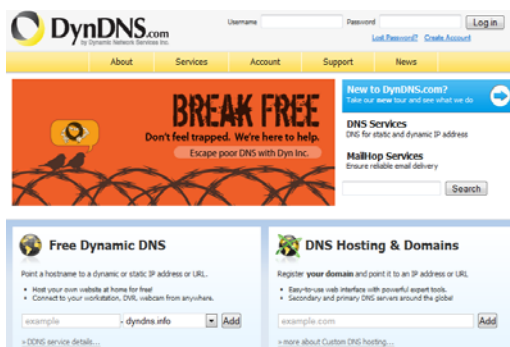 DynDNS.com
by Dynamic Network Services Inc.
Username
Password
Log in
Lost Password?
Create Account
About
Services
Account
Support
News
BREAK FREE
Don't feel trapped. We're here to help.
Escape poor DNS with Dyn Inc.
New to DynDNS.com?
Take our new tour and see what we do
DNS Services
DNS for static and dynamic IP address
MailHop Services
Ensure reliable email delivery
Search
Free Dynamic DNS
Point a hostname to a dynamic or static IP address or URL.
• Host your own website at home for free!
• Connect to your workstation, DVR, webcam from anywhere.
example
- dyndns.info
Add
» DDNS service details...
DNS Hosting & Domains
Register your domain and point it to an IP address or URL
• Easy-to-use web interface with powerful expert tools.
• Secondary and primary DNS servers around the globe!
example.com
Add
» more about Custom DNS hosting...